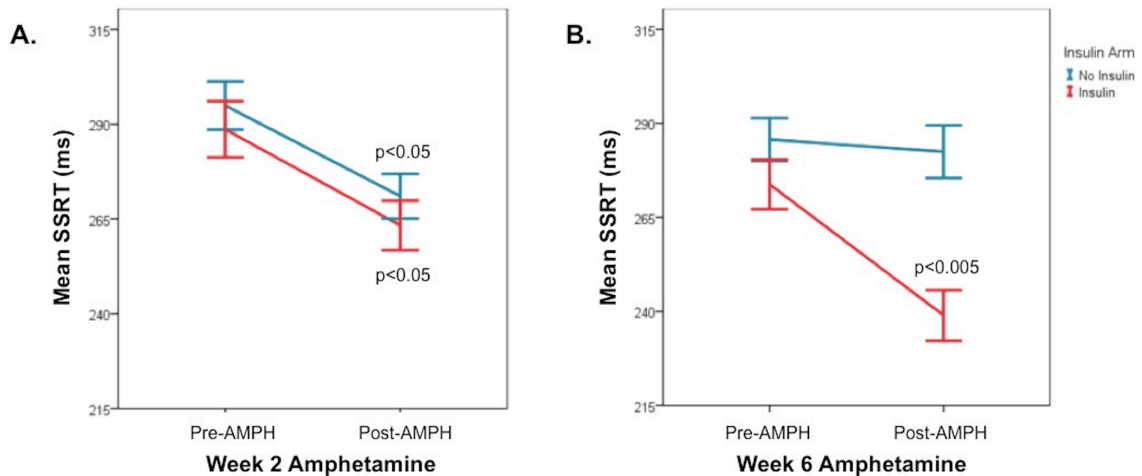 A.
315
290
265
240
215
Mean SSRT (ms)
p<0.05
p<0.05
Pre-AMPH Post-AMPH
Week 2 Amphetamine
B.
315
290
265
240
215
Mean SSRT (ms)
p<0.005
Pre-AMPH Post-AMPH
Week 6 Amphetamine
Insulin Arm
No Insulin
Insulin